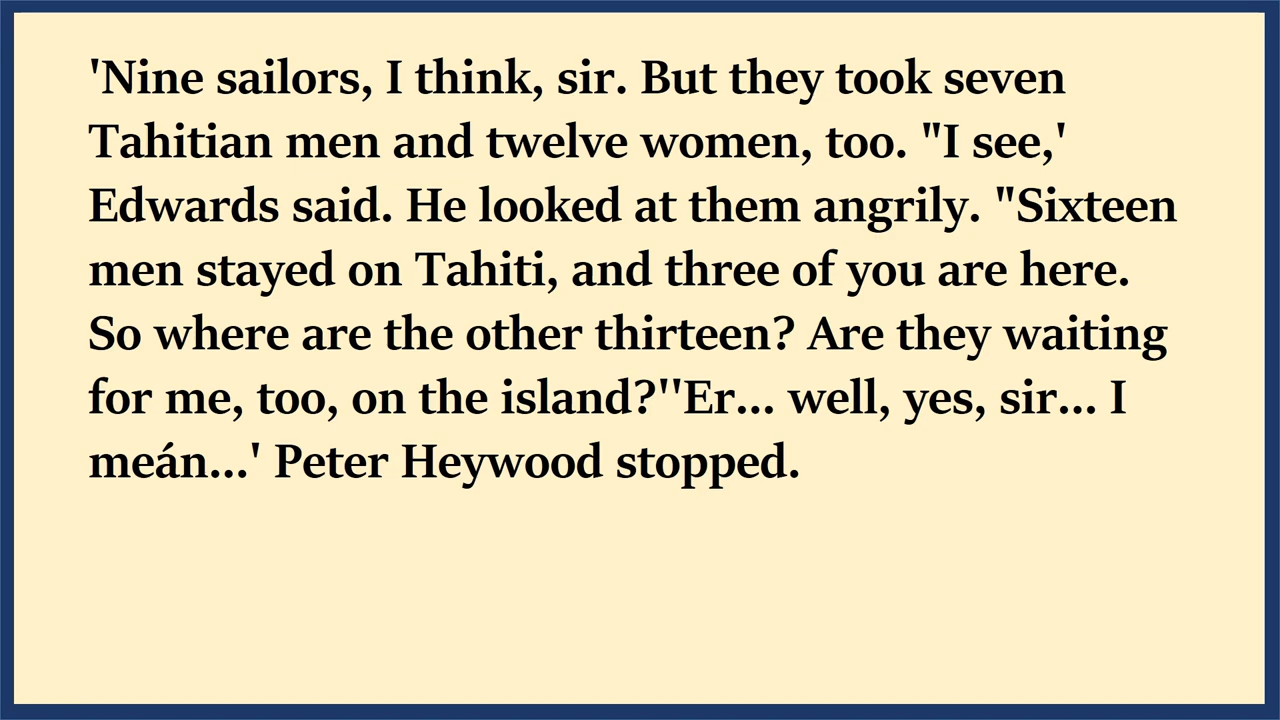 'Nine sailors, I think, sir. But they took seven
Tahitian men and twelve women, too. "I see,'
Edwards said. He looked at them angrily. "Sixteen
men stayed on Tahiti, and three of you are here.
So where are the other thirteen? Are they waiting
for me, too, on the island?''Er... well, yes, sir... I
meán...' Peter Heywood stopped.